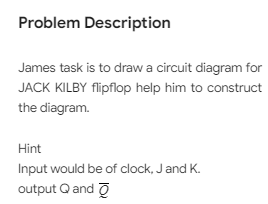 Problem Description
James task is to draw a circuit diagram for
JACK KILBY flipflop help him to construct
the diagram.
Hint
Input would be of clock, J and K.
output Q and Q̅